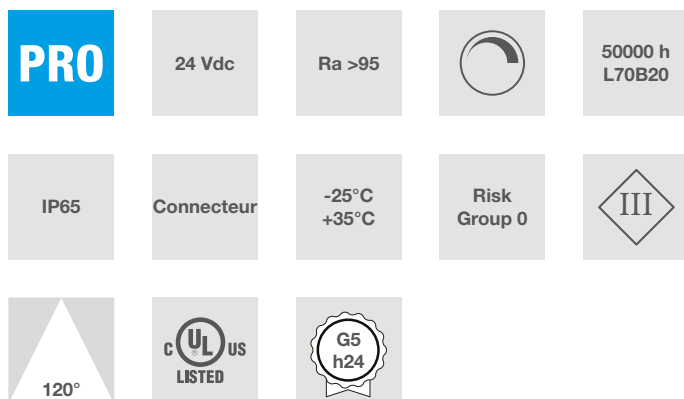 PRO
24 Vdc
Ra >95
50000 h
L70B20
IP65
Connecteur
-25°C
+35°C
Risk
Group 0
III
120°
C UL US
®
LISTED
G5
h24